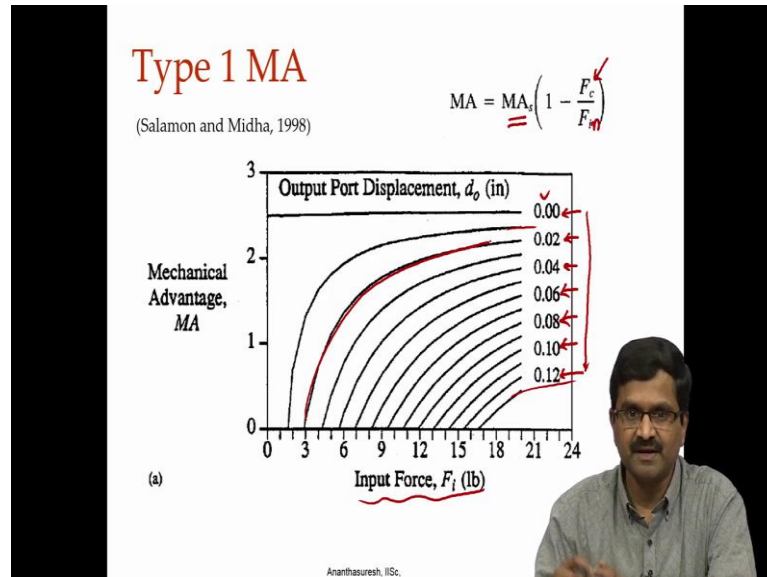 Type 1 MA
(Salamon and Midha, 1998)
MA = MA_s(1 - F_c/F_in)
3
Output Port Displacement, d_o (in)
0.00
0.02
2
0.04
Mechanical
Advantage,
MA
0.06
1
0.08
0.10
0.12
0
0 3 6 9 12 15 18 21 24
(a)
Input Force, F_i (lb)
Ananthasuresh, IISc,